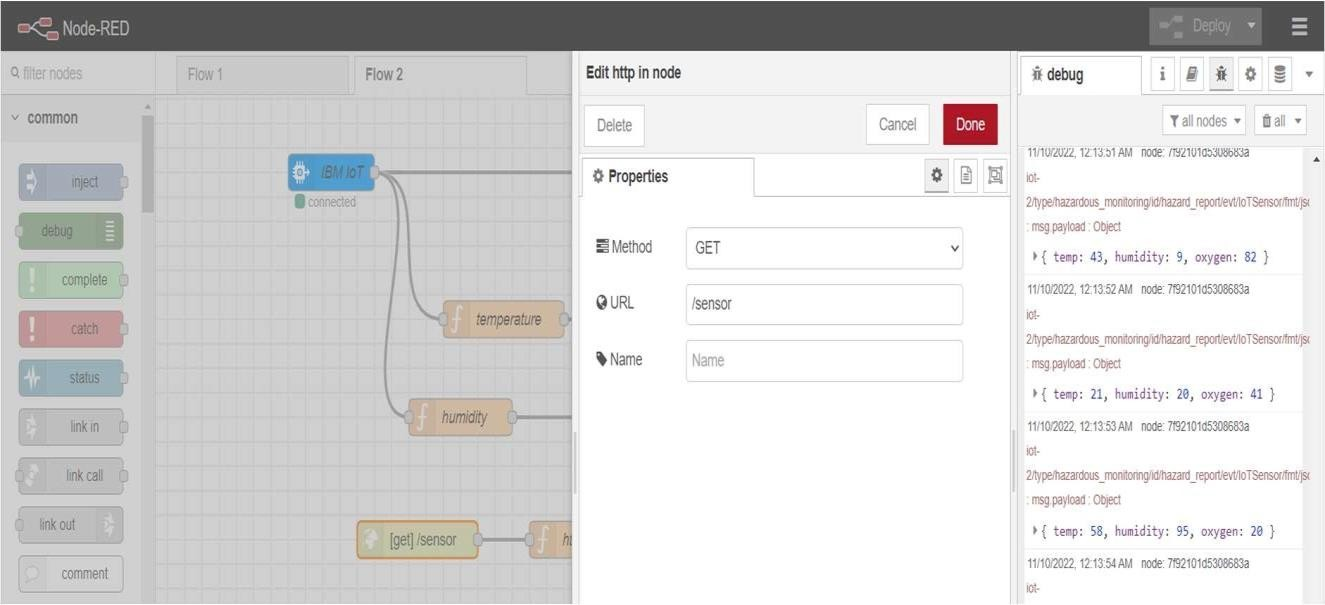 Node-RED
Deploy
filter nodes
Flow 1
Flow 2
common
inject
debug
complete
catch
status
link in
link call
link out
comment
IBM IoT
connected
temperature
humidity
[get] /sensor
Edit http in node
Delete
Cancel
Done
Properties
Method
GET
URL
/sensor
Name
Name
debug
all nodes
all
11/10/2022, 12:13:51 AM node: 7f92101d5308683a
iot-
2/type/hazardous_monitoring/id/hazard_report/evt/IoTSensor/fmt/jso
: msg.payload : Object
{ temp: 43, humidity: 9, oxygen: 82 }
11/10/2022, 12:13:52 AM node: 7f92101d5308683a
iot-
2/type/hazardous_monitoring/id/hazard_report/evt/IoTSensor/fmt/jso
: msg.payload : Object
{ temp: 21, humidity: 20, oxygen: 41 }
11/10/2022, 12:13:53 AM node: 7f92101d5308683a
iot-
2/type/hazardous_monitoring/id/hazard_report/evt/IoTSensor/fmt/jso
: msg.payload : Object
{ temp: 58, humidity: 95, oxygen: 20 }
11/10/2022, 12:13:54 AM node: 7f92101d5308683a
iot-